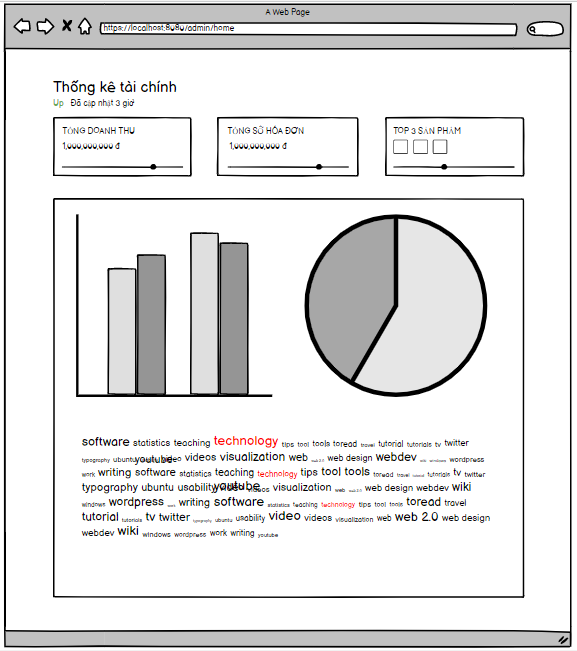 A Web Page
https://localhost:8080/admin/home
Thống kê tài chính
Up Đã cập nhật 3 giờ
TỔNG DOANH THU
1,000,000,000 đ
TỔNG SỐ HÓA ĐƠN
1,000,000,000 đ
TOP 3 SẢN PHẨM
software statistics teaching technology tips tool tools toread travel tutorial tutorials tv twitter
typography ubuntu usability video youtube videos visualization web web 2.0 web design webdev wiki windows wordpress
work writing software statistics teaching technology tips tool tools toread travel tutorial tutorials tv twitter
typography ubuntu usability video youtube videos visualization web web 2.0 web design webdev wiki
windows wordpress work writing software statistics teaching technology tips tool tools toread travel
tutorial tutorials tv twitter typography ubuntu usability video videos visualization web web 2.0 web design
webdev wiki windows wordpress work writing youtube